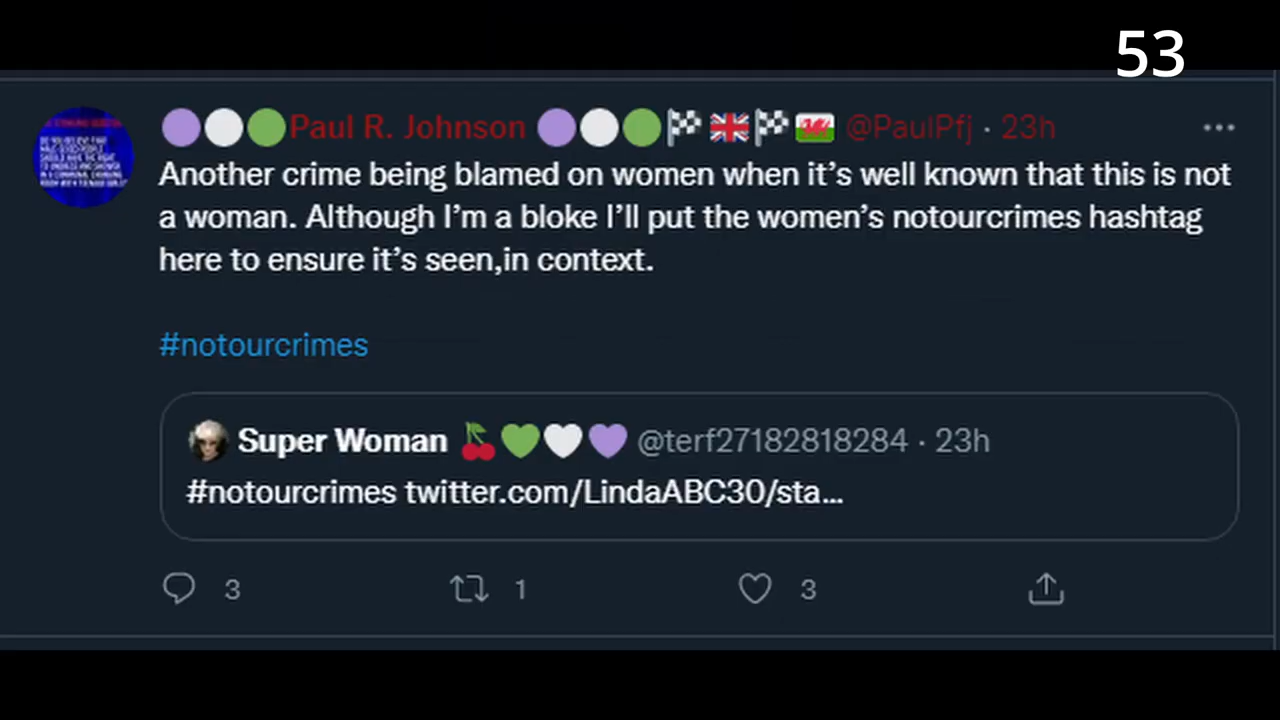 53
Paul R. Johnson @PaulPfj · 23h
Another crime being blamed on women when it’s well known that this is not
a woman. Although I’m a bloke I’ll put the women’s notourcrimes hashtag
here to ensure it’s seen,in context.
#notourcrimes
Super Woman @terf27182818284 · 23h
#notourcrimes twitter.com/LindaABC30/sta…
3 1 3